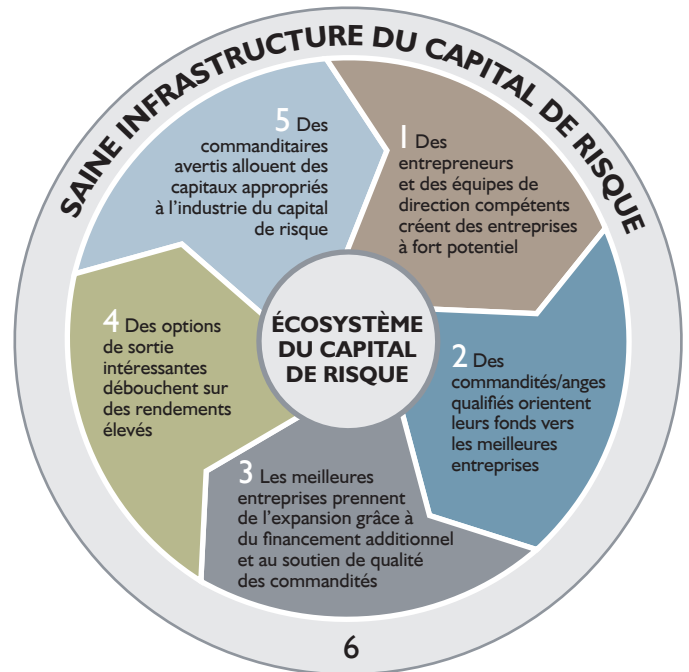 SAINE INFRASTRUCTURE DU CAPITAL DE RISQUE
1 Des
entrepreneurs
et des équipes de
direction compétents
créent des entreprises
à fort potentiel
2 Des
commandités/anges
qualifiés orientent
leurs fonds vers
les meilleures
entreprises
3 Les meilleures
entreprises prennent
de l’expansion grâce à
du financement additionnel
et au soutien de qualité
des commandités
4 Des options
de sortie
intéressantes
débouchent sur
des rendements
élevés
5 Des
commanditaires
avertis allouent des
capitaux appropriés
à l’industrie du capital
de risque
ÉCOSYSTÈME
DU CAPITAL
DE RISQUE
6